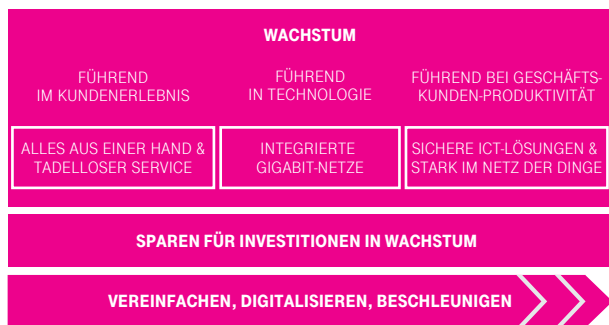 WACHSTUM
FÜHREND
IM KUNDENERLEBNIS
FÜHREND
IN TECHNOLOGIE
FÜHREND BEI GESCHÄFTS-
KUNDEN-PRODUKTIVITÄT
ALLES AUS EINER HAND &
TADELLOSER SERVICE
INTEGRIERTE
GIGABIT-NETZE
SICHERE ICT-LÖSUNGEN &
STARK IM NETZ DER DINGE
SPAREN FÜR INVESTITIONEN IN WACHSTUM
VEREINFACHEN, DIGITALISIEREN, BESCHLEUNIGEN